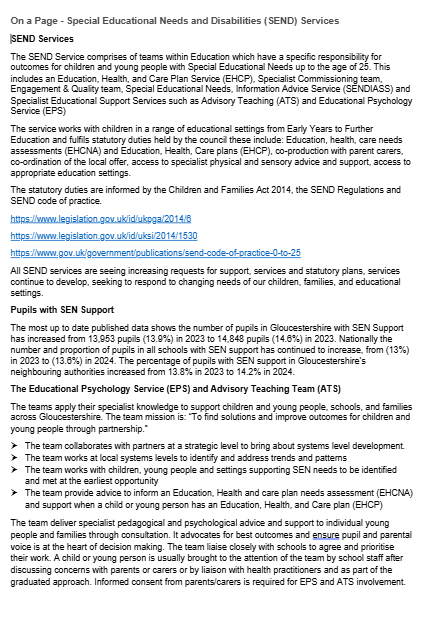 On a Page - Special Educational Needs and Disabilities (SEND) Services
SEND Services
The SEND Service comprises of teams within Education which have a specific responsibility for
outcomes for children and young people with Special Educational Needs up to the age of 25. This
includes an Education, Health, and Care Plan Service (EHCP), Specialist Commissioning team,
Engagement & Quality team, Special Educational Needs, Information Advice Service (SENDIASS) and
Specialist Educational Support Services such as Advisory Teaching (ATS) and Educational Psychology
Service (EPS)
The service works with children in a range of educational settings from Early Years to Further
Education and fulfils statutory duties held by the council these include: Education, health, care needs
assessments (EHCNA) and Education, Health, Care plans (EHCP), co-production with parent carers,
co-ordination of the local offer, access to specialist physical and sensory advice and support, access to
appropriate education settings.
The statutory duties are informed by the Children and Families Act 2014, the SEND Regulations and
SEND code of practice.
https://www.legislation.gov.uk/id/ukpga/2014/6
https://www.legislation.gov.uk/id/uksi/2014/1530
https://www.gov.uk/government/publications/send-code-of-practice-0-to-25
All SEND services are seeing increasing requests for support, services and statutory plans, services
continue to develop, seeking to respond to changing needs of our children, families, and educational
settings.
Pupils with SEN Support
The most up to date published data shows the number of pupils in Gloucestershire with SEN Support
has increased from 13,953 pupils (13.9%) in 2023 to 14,848 pupils (14.6%) in 2023. Nationally the
number and proportion of pupils in all schools with SEN support has continued to increase, from (13%)
in 2023 to (13.6%) in 2024. The percentage of pupils with SEN support in Gloucestershire's
neighbouring authorities increased from 13.8% in 2023 to 14.2% in 2024.
The Educational Psychology Service (EPS) and Advisory Teaching Team (ATS)
The teams apply their specialist knowledge to support children and young people, schools, and families
across Gloucestershire. The team mission is: "To find solutions and improve outcomes for children and
young people through partnership."
➢ The team collaborates with partners at a strategic level to bring about systems level development.
➢ The team works at local systems levels to identify and address trends and patterns
➢ The team works with children, young people and settings supporting SEN needs to be identified
and met at the earliest opportunity
➢ The team provide advice to inform an Education, Health and care plan needs assessment (EHCNA)
and support when a child or young person has an Education, Health, and Care plan (EHCP)
The team deliver specialist pedagogical and psychological advice and support to individual young
people and families through consultation. It advocates for best outcomes and ensure pupil and parental
voice is at the heart of decision making. The team liaise closely with schools to agree and prioritise
their work. A child or young person is usually brought to the attention of the team by school staff after
discussing concerns with parents or carers or by liaison with health practitioners and as part of the
graduated approach. Informed consent from parents/carers is required for EPS and ATS involvement.